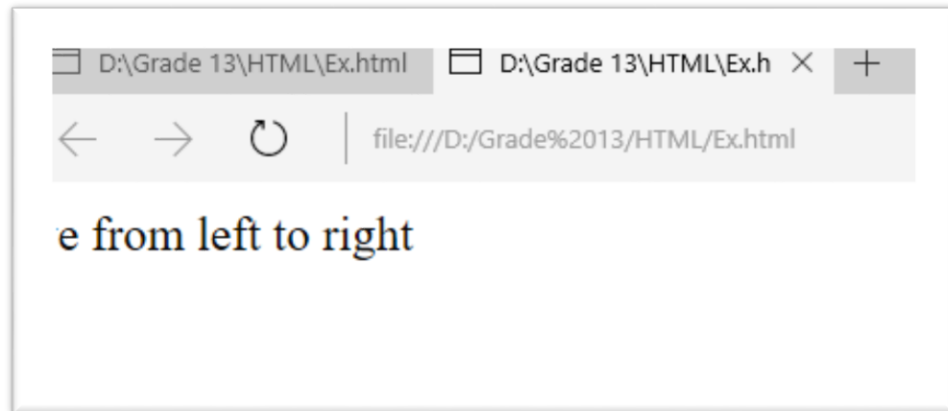 D:\Grade 13\HTML\Ex.html
D:\Grade 13\HTML\Ex.h
file:///D:/Grade%2013/HTML/Ex.html
e from left to right